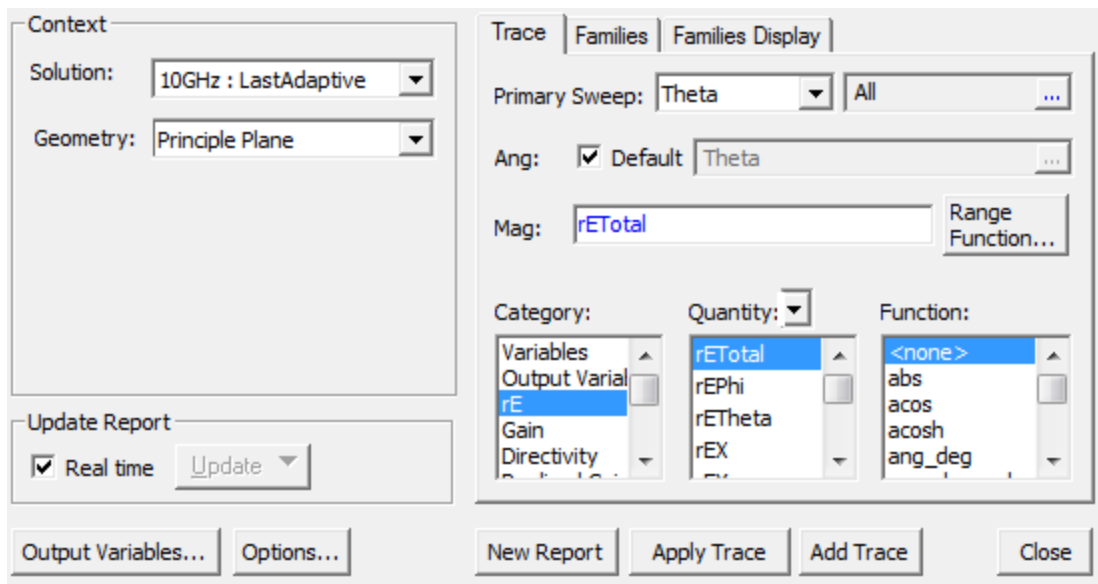 Context
Solution: 10GHz : LastAdaptive
Geometry: Principle Plane
Update Report
Real time Update
Output Variables... Options...
Trace Families Families Display
Primary Sweep: Theta All ...
Ang: Default Theta ...
Mag: rETotal Range Function...
Category:
Variables
Output Varial
rE
Gain
Directivity
Quantity:
rETotal
rEPhi
rETheta
rEX
Function:
<none>
abs
acos
acosh
ang_deg
New Report Apply Trace Add Trace Close